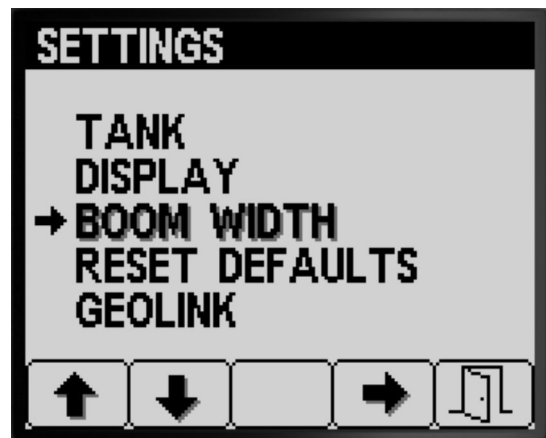 SETTINGS
TANK
DISPLAY
BOOM WIDTH
RESET DEFAULTS
GEOLINK